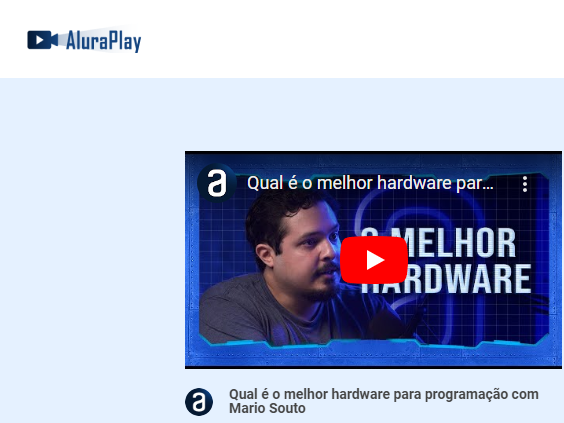 AluraPlay
Qual é o melhor hardware par...
O MELHOR
HARDWARE
Qual é o melhor hardware para programação com
Mario Souto